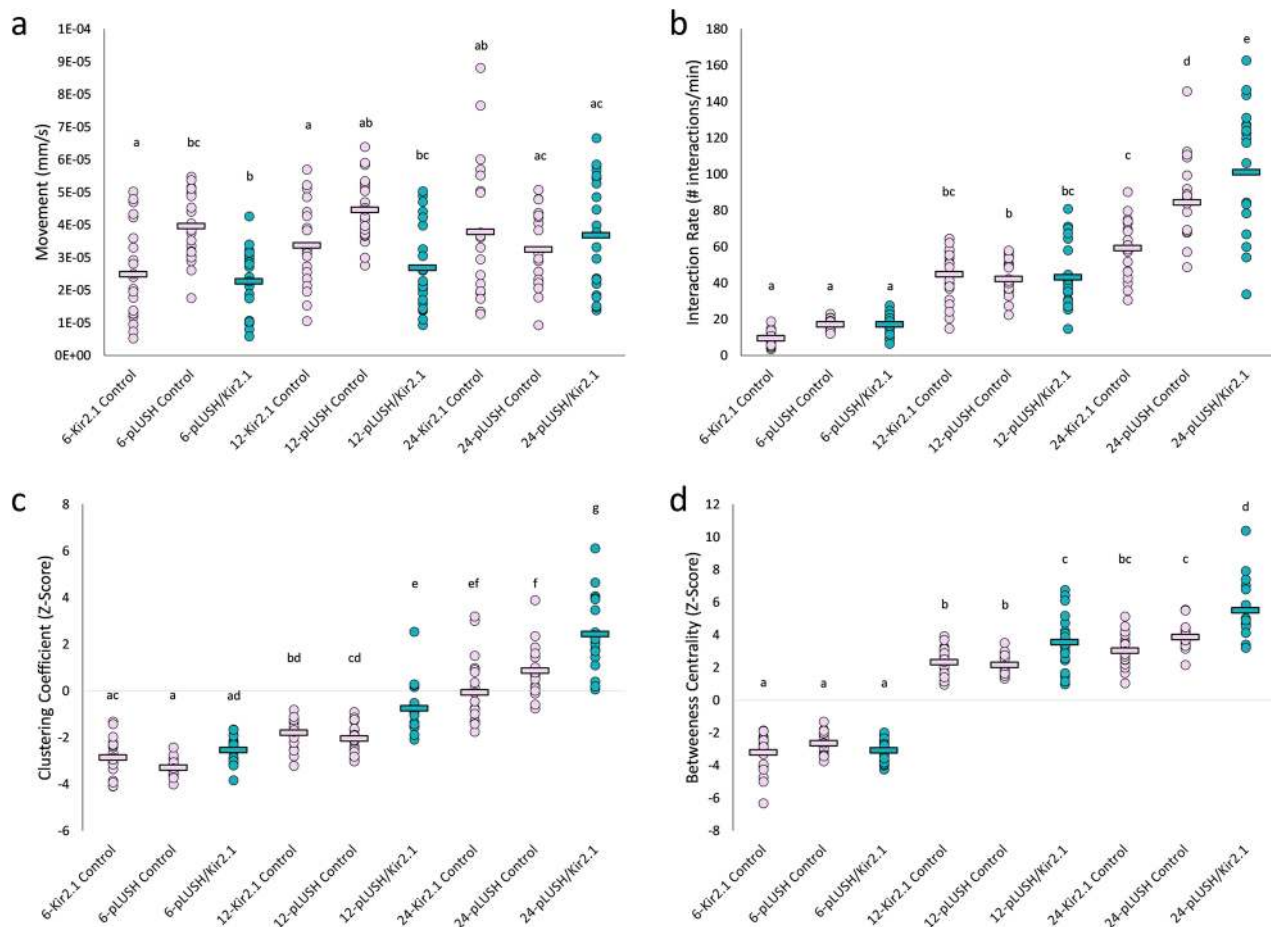 a
Movement (mm/s)
1E-04
9E-05
8E-05
7E-05
6E-05
5E-05
4E-05
3E-05
2E-05
1E-05
0E+00
a
bc
b
a
ab
bc
ab
ac
ac
6-Kir2.1 Control
6-pLUSH Control
6-pLUSH/Kir2.1
12-Kir2.1 Control
12-pLUSH Control
12-pLUSH/Kir2.1
24-Kir2.1 Control
24-pLUSH Control
24-pLUSH/Kir2.1
b
Interaction Rate (# interactions/min)
180
160
140
120
100
80
60
40
20
0
a
a
a
bc
b
bc
c
d
e
6-Kir2.1 Control
6-pLUSH Control
6-pLUSH/Kir2.1
12-Kir2.1 Control
12-pLUSH Control
12-pLUSH/Kir2.1
24-Kir2.1 Control
24-pLUSH Control
24-pLUSH/Kir2.1
c
Clustering Coefficient (Z-Score)
8
6
4
2
0
-2
-4
-6
ac
a
ad
bd
cd
e
ef
f
g
6-Kir2.1 Control
6-pLUSH Control
6-pLUSH/Kir2.1
12-Kir2.1 Control
12-pLUSH Control
12-pLUSH/Kir2.1
24-Kir2.1 Control
24-pLUSH Control
24-pLUSH/Kir2.1
d
Betweeness Centrality (Z-Score)
12
10
8
6
4
2
0
-2
-4
-6
-8
a
a
a
b
b
c
bc
c
d
6-Kir2.1 Control
6-pLUSH Control
6-pLUSH/Kir2.1
12-Kir2.1 Control
12-pLUSH Control
12-pLUSH/Kir2.1
24-Kir2.1 Control
24-pLUSH Control
24-pLUSH/Kir2.1